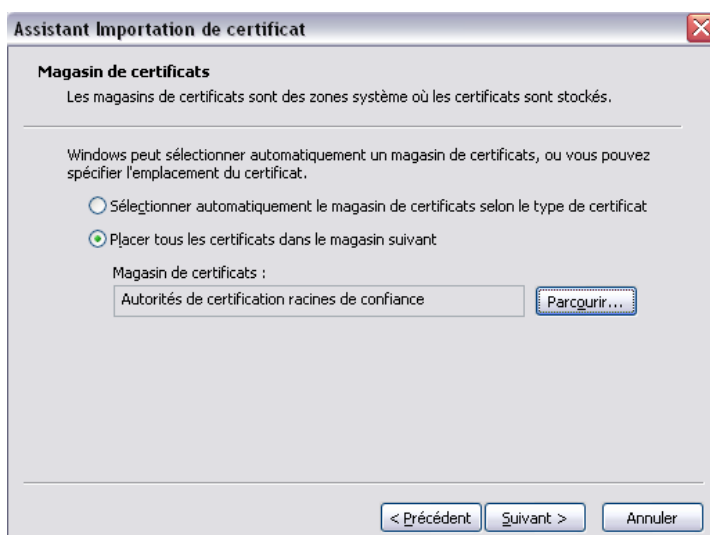 Assistant Importation de certificat
Magasin de certificats
Les magasins de certificats sont des zones système où les certificats sont stockés.
Windows peut sélectionner automatiquement un magasin de certificats, ou vous pouvez
spécifier l'emplacement du certificat.
Sélectionner automatiquement le magasin de certificats selon le type de certificat
Placer tous les certificats dans le magasin suivant
Magasin de certificats :
Autorités de certification racines de confiance
Parcourir...
< Précédent
Suivant >
Annuler